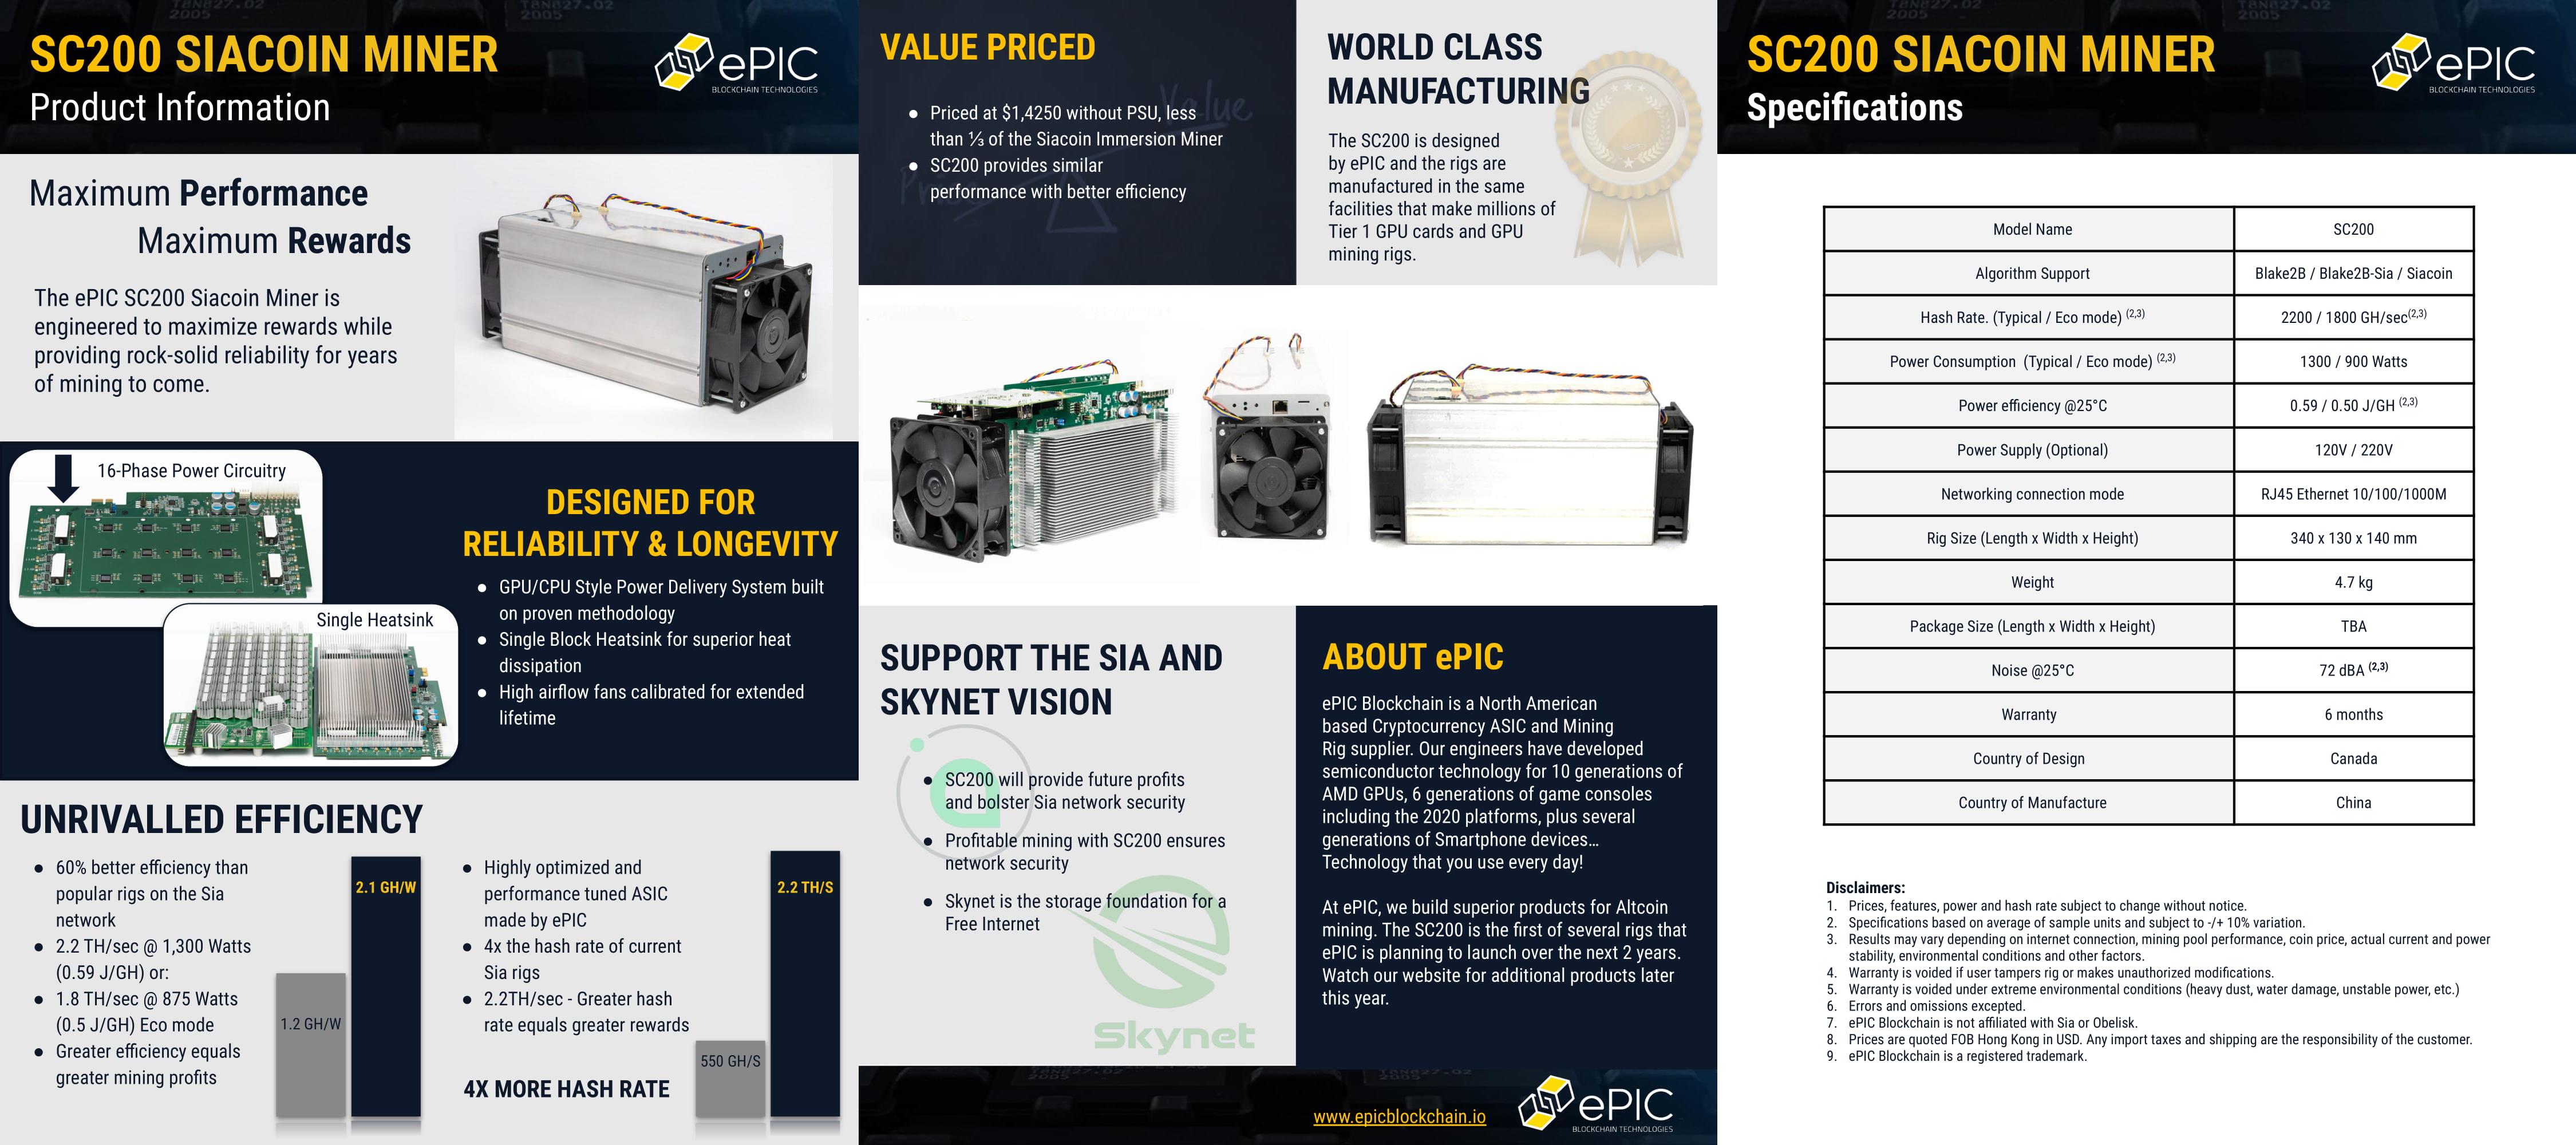 SC200 SIACOIN MINER
Product Information
ePIC
BLOCKCHAIN TECHNOLOGIES
Maximum Performance
Maximum Rewards
The ePIC SC200 Siacoin Miner is
engineered to maximize rewards while
providing rock-solid reliability for years
of mining to come.
16-Phase Power Circuitry
Single Heatsink
DESIGNED FOR
RELIABILITY & LONGEVITY
● GPU/CPU Style Power Delivery System built
on proven methodology
● Single Block Heatsink for superior heat
dissipation
● High airflow fans calibrated for extended
lifetime
UNRIVALLED EFFICIENCY
● 60% better efficiency than
popular rigs on the Sia
network
● 2.2 TH/sec @ 1,300 Watts
(0.59 J/GH) or:
● 1.8 TH/sec @ 875 Watts
(0.5 J/GH) Eco mode
● Greater efficiency equals
greater mining profits
1.2 GH/W
2.1 GH/W
● Highly optimized and
performance tuned ASIC
made by ePIC
● 4x the hash rate of current
Sia rigs
● 2.2TH/sec - Greater hash
rate equals greater rewards
4X MORE HASH RATE
550 GH/S
2.2 TH/S
VALUE PRICED
● Priced at $1,4250 without PSU, less
than ⅓ of the Siacoin Immersion Miner
● SC200 provides similar
performance with better efficiency
Value
WORLD CLASS
MANUFACTURING
The SC200 is designed
by ePIC and the rigs are
manufactured in the same
facilities that make millions of
Tier 1 GPU cards and GPU
mining rigs.
SUPPORT THE SIA AND
SKYNET VISION
● SC200 will provide future profits
and bolster Sia network security
● Profitable mining with SC200 ensures
network security
● Skynet is the storage foundation for a
Free Internet
Skynet
ABOUT ePIC
ePIC Blockchain is a North American
based Cryptocurrency ASIC and Mining
Rig supplier. Our engineers have developed
semiconductor technology for 10 generations of
AMD GPUs, 6 generations of game consoles
including the 2020 platforms, plus several
generations of Smartphone devices…
Technology that you use every day!
At ePIC, we build superior products for Altcoin
mining. The SC200 is the first of several rigs that
ePIC is planning to launch over the next 2 years.
Watch our website for additional products later
this year.
www.epicblockchain.io
ePIC
BLOCKCHAIN TECHNOLOGIES
SC200 SIACOIN MINER
Specifications
ePIC
BLOCKCHAIN TECHNOLOGIES
Model Name SC200
Algorithm Support Blake2B / Blake2B-Sia / Siacoin
Hash Rate. (Typical / Eco mode) (2,3) 2200 / 1800 GH/sec(2,3)
Power Consumption (Typical / Eco mode) (2,3) 1300 / 900 Watts
Power efficiency @25°C 0.59 / 0.50 J/GH (2,3)
Power Supply (Optional) 120V / 220V
Networking connection mode RJ45 Ethernet 10/100/1000M
Rig Size (Length x Width x Height) 340 x 130 x 140 mm
Weight 4.7 kg
Package Size (Length x Width x Height) TBA
Noise @25°C 72 dBA (2,3)
Warranty 6 months
Country of Design Canada
Country of Manufacture China
Disclaimers:
1. Prices, features, power and hash rate subject to change without notice.
2. Specifications based on average of sample units and subject to -/+ 10% variation.
3. Results may vary depending on internet connection, mining pool performance, coin price, actual current and power
stability, environmental conditions and other factors.
4. Warranty is voided if user tampers rig or makes unauthorized modifications.
5. Warranty is voided under extreme environmental conditions (heavy dust, water damage, unstable power, etc.)
6. Errors and omissions excepted.
7. ePIC Blockchain is not affiliated with Sia or Obelisk.
8. Prices are quoted FOB Hong Kong in USD. Any import taxes and shipping are the responsibility of the customer.
9. ePIC Blockchain is a registered trademark.